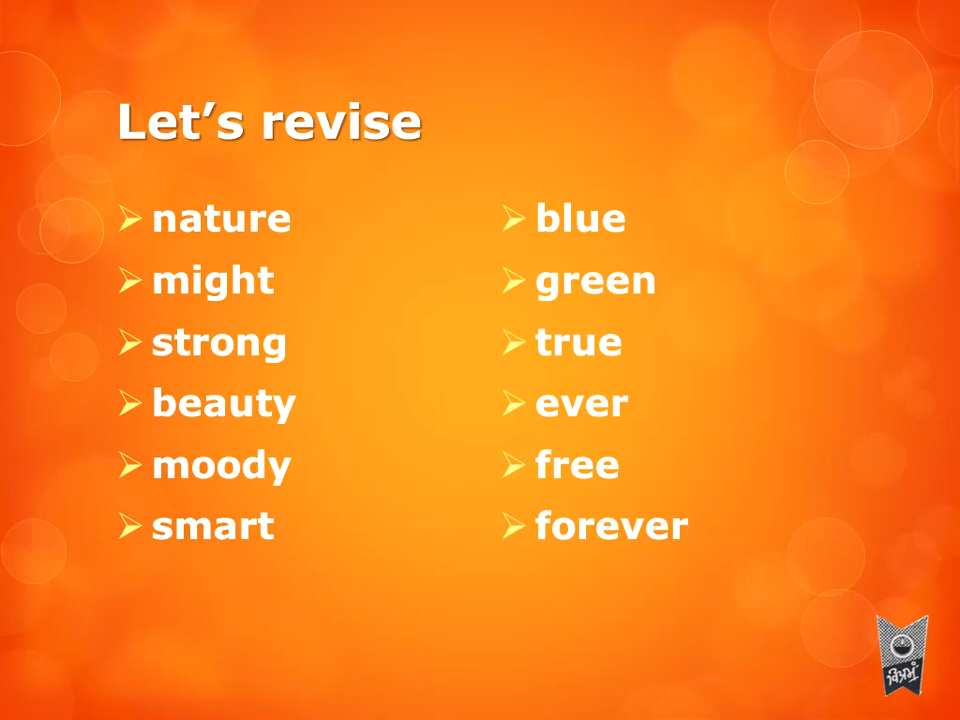 Let’s revise
nature
might
strong
beauty
moody
smart
blue
green
true
ever
free
forever